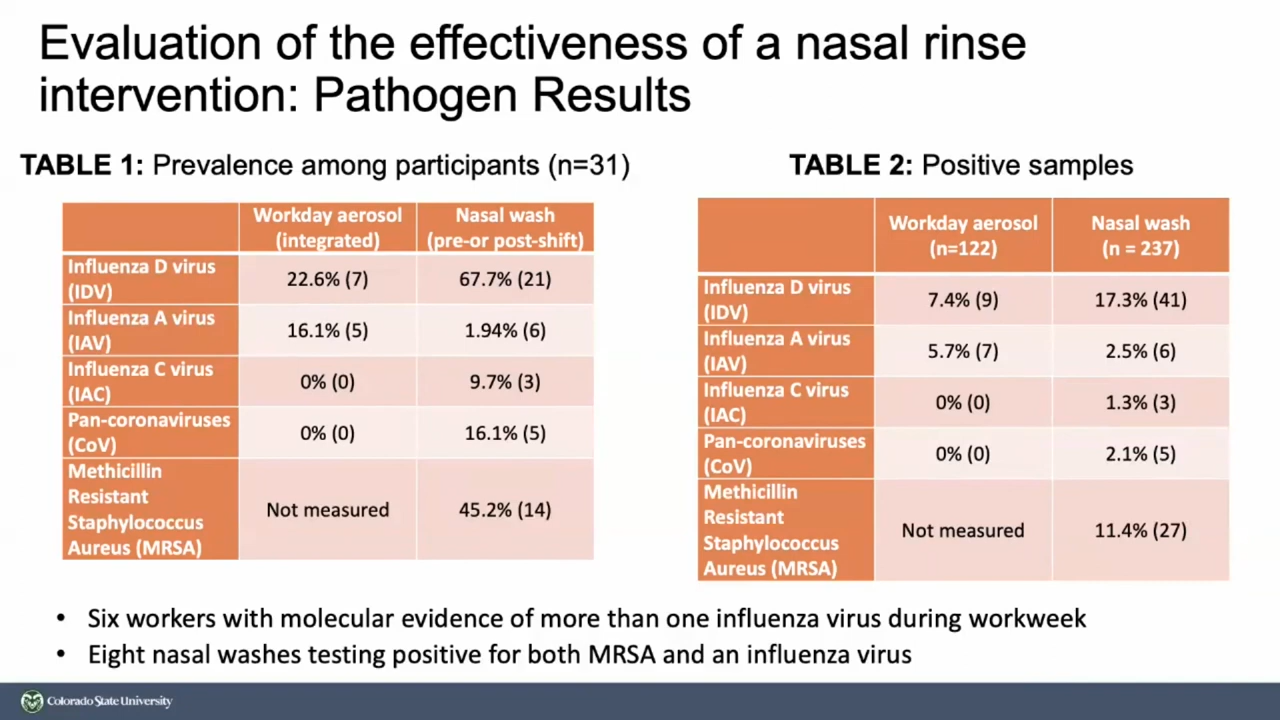 Evaluation of the effectiveness of a nasal rinse
intervention: Pathogen Results
TABLE 1: Prevalence among participants (n=31)
Workday aerosol
(integrated)
Nasal wash
(pre-or post-shift)
Influenza D virus
(IDV)
22.6% (7)
67.7% (21)
Influenza A virus
(IAV)
16.1% (5)
1.94% (6)
Influenza C virus
(IAC)
0% (0)
9.7% (3)
Pan-coronaviruses
(CoV)
0% (0)
16.1% (5)
Methicillin
Resistant
Staphylococcus
Aureus (MRSA)
Not measured
45.2% (14)
TABLE 2: Positive samples
Workday aerosol
(n=122)
Nasal wash
(n = 237)
Influenza D virus
(IDV)
7.4% (9)
17.3% (41)
Influenza A virus
(IAV)
5.7% (7)
2.5% (6)
Influenza C virus
(IAC)
0% (0)
1.3% (3)
Pan-coronaviruses
(CoV)
0% (0)
2.1% (5)
Methicillin
Resistant
Staphylococcus
Aureus (MRSA)
Not measured
11.4% (27)
• Six workers with molecular evidence of more than one influenza virus during workweek
• Eight nasal washes testing positive for both MRSA and an influenza virus
Colorado State University